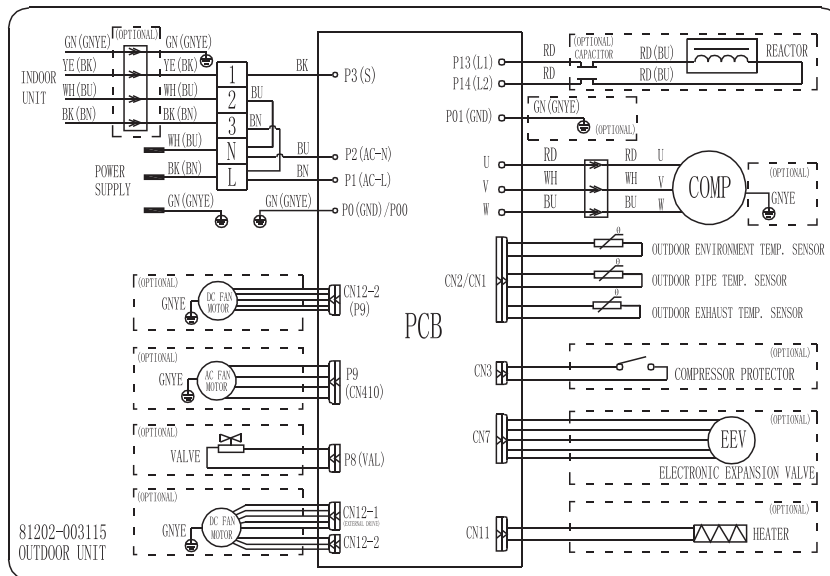 GN(GNYE)
(OPTIONAL)
GN(GNYE)
YE(BK)
YE(BK)
INDOOR
UNIT
WH(BU)
WH(BU)
BK(BN)
BK(BN)
1
2
3
N
L
BK
BU
BN
P3(S)
WH(BU)
BU
P2(AC-N)
POWER
SUPPLY
BK(BN)
BN
P1(AC-L)
GN(GNYE)
GN(GNYE)
P0(GND)/P00
(OPTIONAL)
GNYE
DC FAN
MOTOR
CN12-2
(P9)
(OPTIONAL)
GNYE
AC FAN
MOTOR
P9
(CN410)
(OPTIONAL)
VALVE
P8(VAL)
(OPTIONAL)
GNYE
DC FAN
MOTOR
CN12-1
(EXTERNAL DRIVE)
CN12-2
81202-003115
OUTDOOR UNIT
PCB
P13(L1)
RD
(OPTIONAL)
CAPACITOR
RD(BU)
REACTOR
P14(L2)
RD
RD(BU)
P01(GND)
GN(GNYE)
(OPTIONAL)
U
RD
RD
U
V
WH
WH
V
W
BU
BU
W
COMP
(OPTIONAL)
GNYE
CN2/CN1
θ
OUTDOOR ENVIRONMENT TEMP. SENSOR
θ
OUTDOOR PIPE TEMP. SENSOR
θ
OUTDOOR EXHAUST TEMP. SENSOR
CN3
(OPTIONAL)
COMPRESSOR PROTECTOR
CN7
(OPTIONAL)
EEV
ELECTRONIC EXPANSION VALVE
CN11
(OPTIONAL)
HEATER